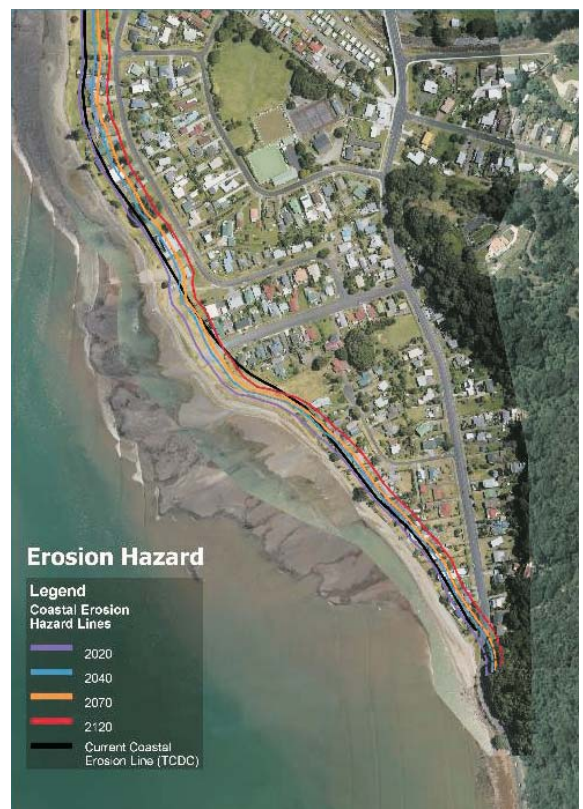 Erosion Hazard
Legend
Coastal Erosion
Hazard Lines
2020
2040
2070
2120
Current Coastal
Erosion Line (TCDC)